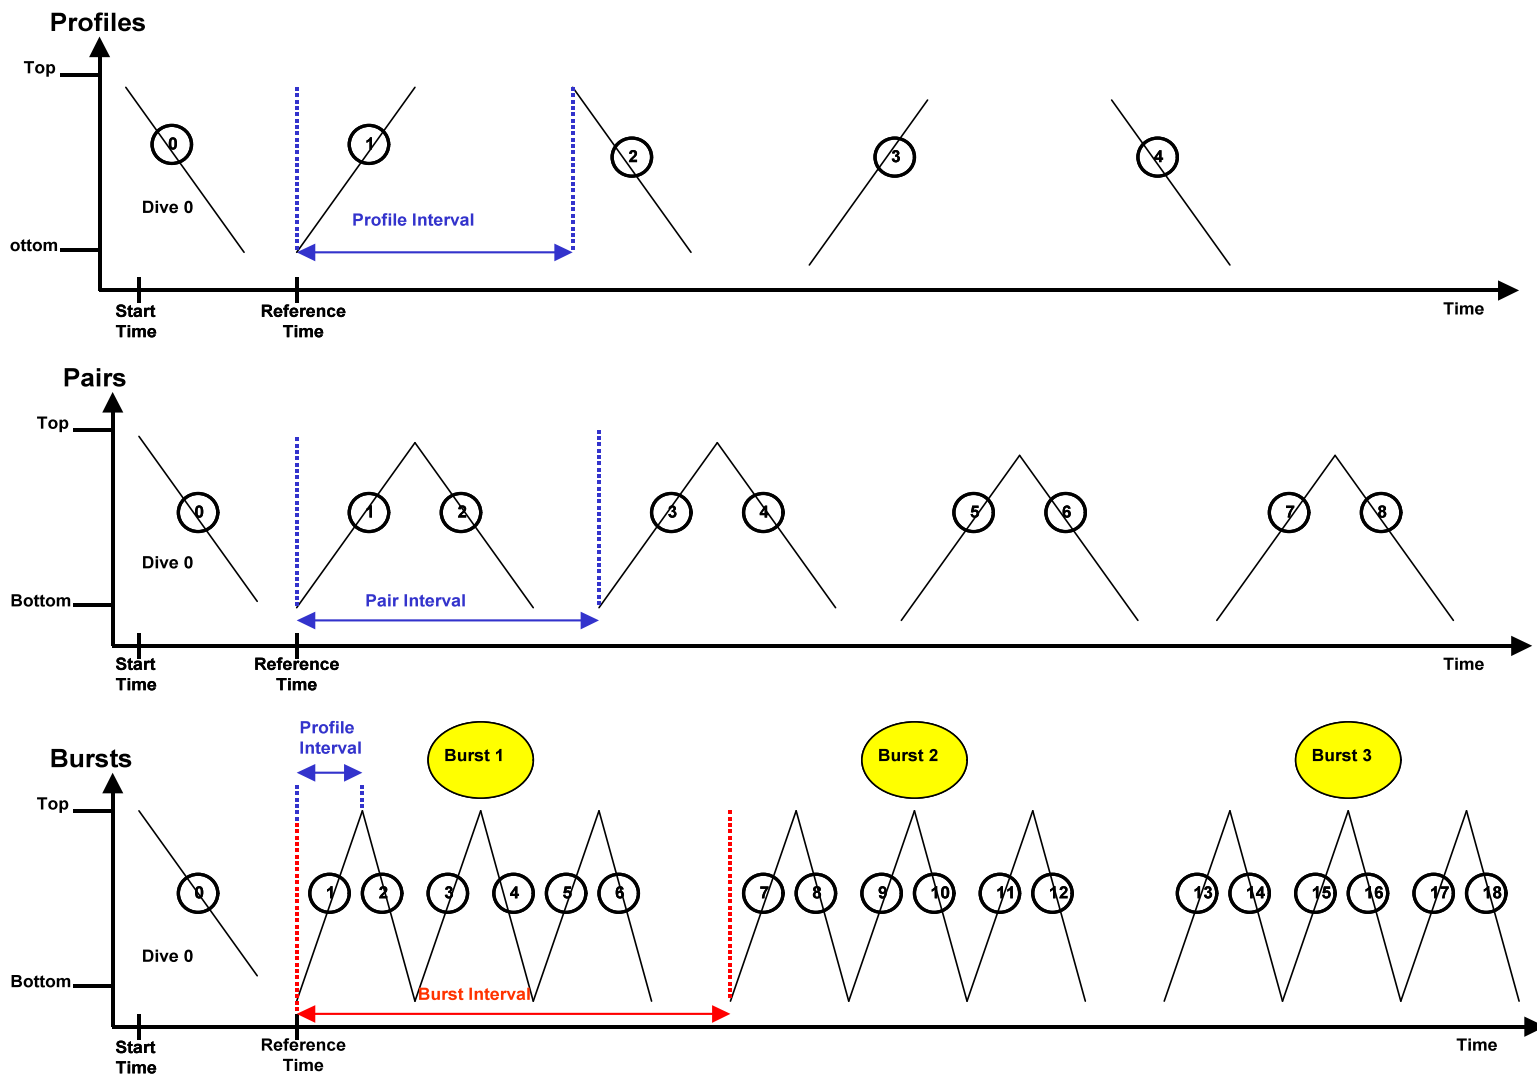 Profiles
Top
0
1
2
3
4
Dive 0
Profile Interval
ottom
Start
Time
Reference
Time
Time
Pairs
Top
0
1
2
3
4
5
6
7
8
Dive 0
Bottom
Pair Interval
Start
Time
Reference
Time
Time
Profile
Interval
Burst 1
Burst 2
Burst 3
Bursts
Top
0
1
2
3
4
5
6
7
8
9
10
11
12
13
14
15
16
17
18
Dive 0
Bottom
Burst Interval
Start
Time
Reference
Time
Time